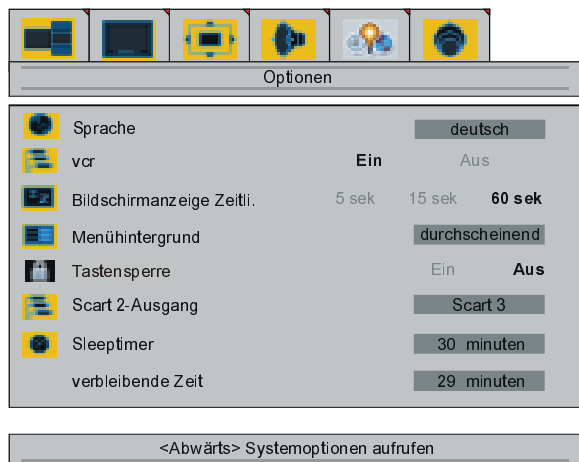 Optionen
Sprache deutsch
vcr Ein Aus
Bildschirmanzeige Zeitli. 5 sek 15 sek 60 sek
Menühintergrund durchscheinend
Tastensperre Ein Aus
Scart 2-Ausgang Scart 3
Sleeptimer 30 minuten
verbleibende Zeit 29 minuten
<Abwärts> Systemoptionen aufrufen